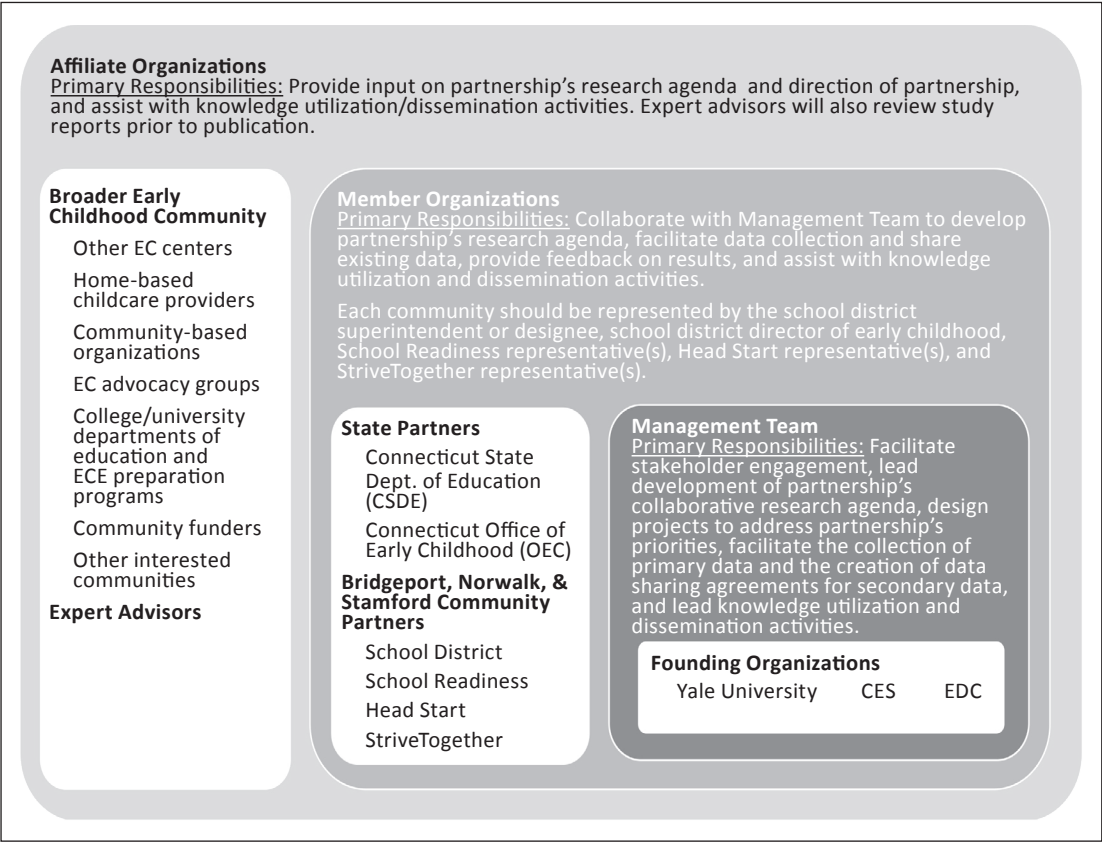 Affiliate Organizations
Primary Responsibilities: Provide input on partnership's research agenda and direction of partnership,
and assist with knowledge utilization/dissemination activities. Expert advisors will also review study
reports prior to publication.
Broader Early
Childhood Community
Other EC centers
Home-based
childcare providers
Community-based
organizations
EC advocacy groups
College/university
departments of
education and
ECE preparation
programs
Community funders
Other interested
communities
Expert Advisors
Member Organizations
Primary Responsibilities: Collaborate with Management Team to develop
partnership's research agenda, facilitate data collection and share
existing data, provide feedback on results, and assist with knowledge
utilization and dissemination activities.
Each community should be represented by the school district
superintendent or designee, school district director of early childhood,
School Readiness representative(s), Head Start representative(s), and
StriveTogether representative(s).
State Partners
Connecticut State
Dept. of Education
(CSDE)
Connecticut Office of
Early Childhood (OEC)
Bridgeport, Norwalk, &
Stamford Community
Partners
School District
School Readiness
Head Start
StriveTogether
Management Team
Primary Responsibilities: Facilitate
stakeholder engagement, lead
development of partnership's
collaborative research agenda, design
projects to address partnership's
priorities, facilitate the collection of
primary data and the creation of data
sharing agreements for secondary data,
and lead knowledge utilization and
dissemination activities.
Founding Organizations
Yale University CES EDC